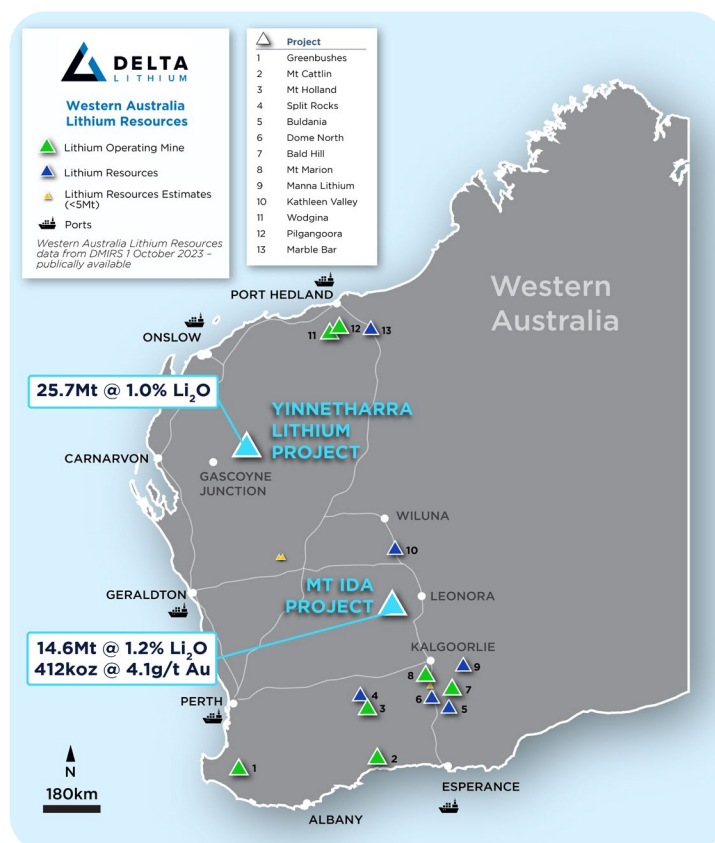 DELTA
LITHIUM
Western Australia
Lithium Resources
Lithium Operating Mine
Lithium Resources
Lithium Resources Estimates
(<5Mt)
Ports
Western Australia Lithium Resources
data from DMIRS 1 October 2023 –
publically available
Project
1 Greenbushes
2 Mt Cattlin
3 Mt Holland
4 Split Rocks
5 Buldania
6 Dome North
7 Bald Hill
8 Mt Marion
9 Manna Lithium
10 Kathleen Valley
11 Wodgina
12 Pilgangoora
13 Marble Bar
Western
Australia
PORT HEDLAND
11
12
13
ONSLOW
25.7Mt @ 1.0% Li₂O
YINNETHARRA
LITHIUM
PROJECT
CARNARVON
GASCOYNE
JUNCTION
WILUNA
10
MT IDA
PROJECT
GERALDTON
LEONORA
14.6Mt @ 1.2% Li₂O
412koz @ 4.1g/t Au
KALGOORLIE
9
8
7
6
5
4
3
PERTH
2
1
N
180km
ESPERANCE
ALBANY